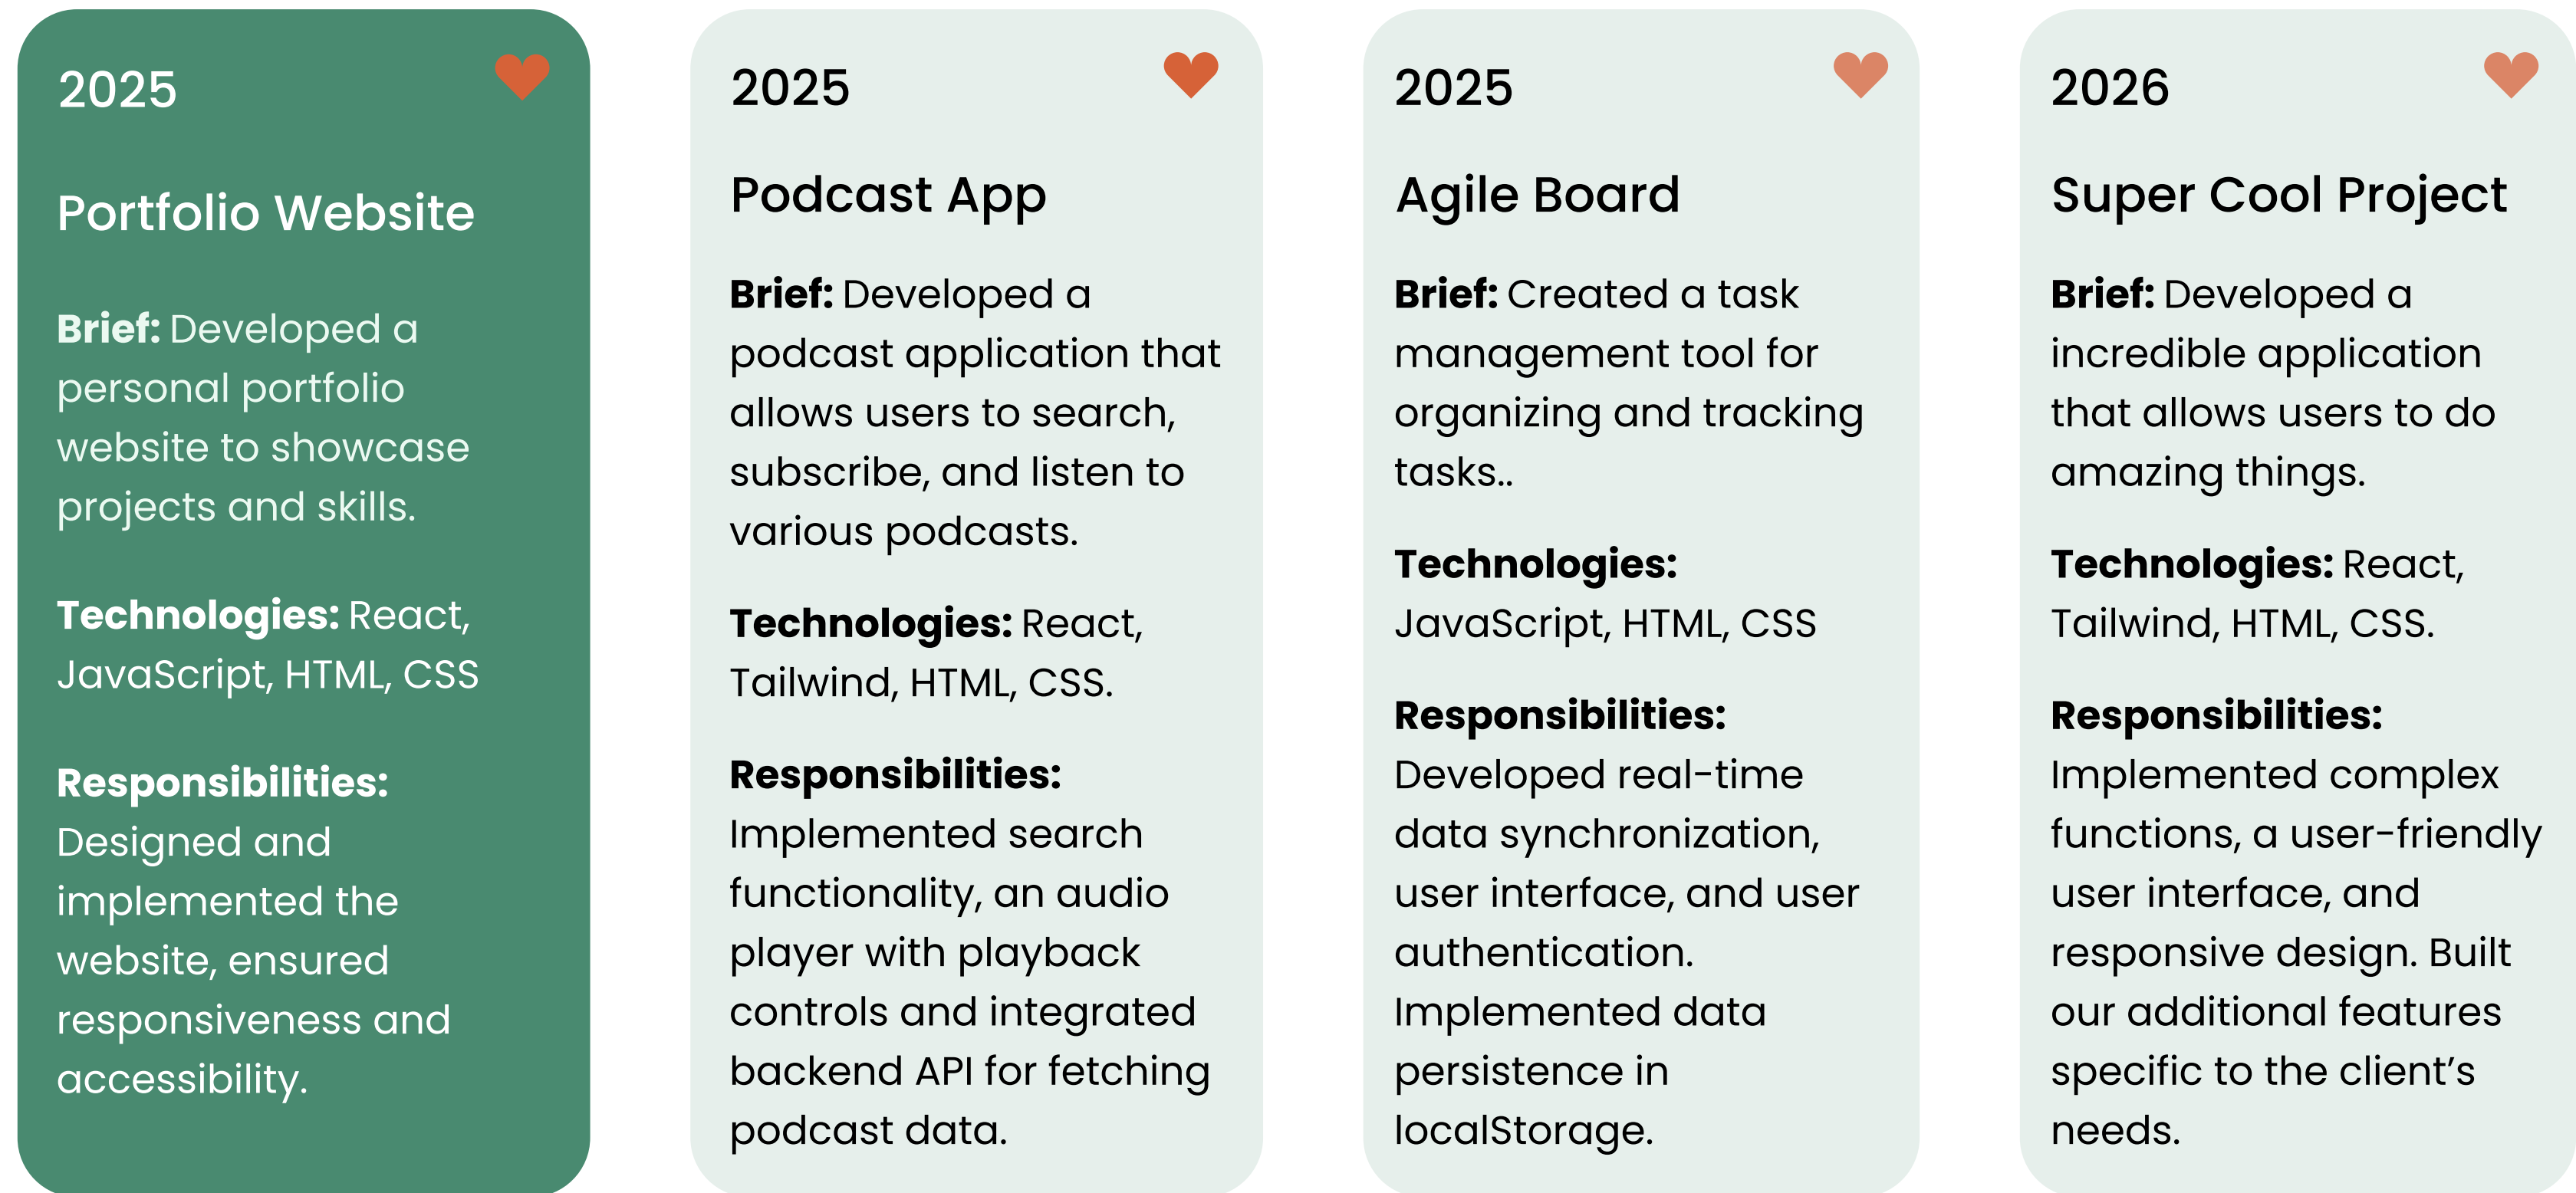 2025
Portfolio Website
Brief: Developed a
personal portfolio
website to showcase
projects and skills.
Technologies: React,
JavaScript, HTML, CSS
Responsibilities:
Designed and
implemented the
website, ensured
responsiveness and
accessibility.
2025
Podcast App
Brief: Developed a
podcast application that
allows users to search,
subscribe, and listen to
various podcasts.
Technologies: React,
Tailwind, HTML, CSS.
Responsibilities:
Implemented search
functionality, an audio
player with playback
controls and integrated
backend API for fetching
podcast data.
2025
Agile Board
Brief: Created a task
management tool for
organizing and tracking
tasks..
Technologies:
JavaScript, HTML, CSS
Responsibilities:
Developed real-time
data synchronization,
user interface, and user
authentication.
Implemented data
persistence in
localStorage.
2026
Super Cool Project
Brief: Developed a
incredible application
that allows users to do
amazing things.
Technologies: React,
Tailwind, HTML, CSS.
Responsibilities:
Implemented complex
functions, a user-friendly
user interface, and
responsive design. Built
our additional features
specific to the client’s
needs.